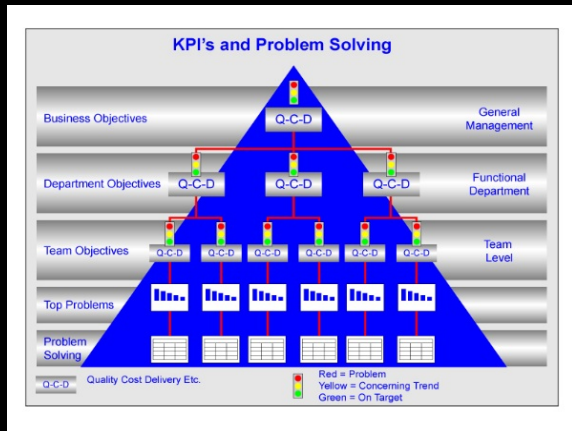 KPI's and Problem Solving
Business Objectives
Q-C-D
General
Management
Department Objectives
Q-C-D
Q-C-D
Q-C-D
Functional
Department
Team Objectives
Q-C-D
Q-C-D
Q-C-D
Q-C-D
Q-C-D
Q-C-D
Team
Level
Top Problems
Problem
Solving
Q-C-D
Quality Cost Delivery Etc.
Red = Problem
Yellow = Concerning Trend
Green = On Target